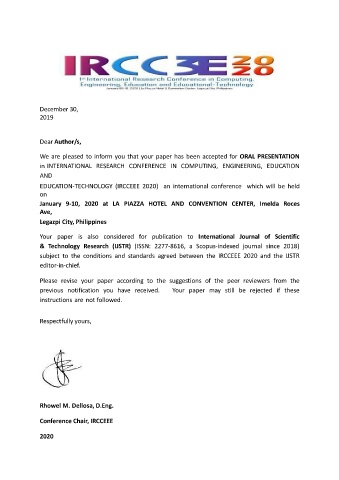 IRCC3E 2020
1st International Research Conference in Computing,
Engineering, Education and Educational-Technology.
December 30,
2019
Dear Author/s,
We are pleased to inform you that your paper has been accepted for ORAL PRESENTATION
in INTERNATIONAL RESEARCH CONFERENCE IN COMPUTING, ENGINEERING, EDUCATION
AND
EDUCATION-TECHNOLOGY (IRCCEEE 2020) an international conference which will be held
on
January 9-10, 2020 at LA PIAZZA HOTEL AND CONVENTION CENTER, Imelda Roces
Ave,
Legazpi City, Philippines
Your paper is also considered for publication to International Journal of Scientific
& Technology Research (IJSTR) (ISSN: 2277-8616, a Scopus-indexed journal since 2018)
subject to the conditions and standards agreed between the IRCCEEE 2020 and the IJSTR
editor-in-chief.
Please revise your paper according to the suggestions of the peer reviewers from the
previous notification you have received. Your paper may still be rejected if these
instructions are not followed.
Respectfully yours,
Rhowel M. Dellosa, D.Eng.
Conference Chair, IRCCEEE
2020